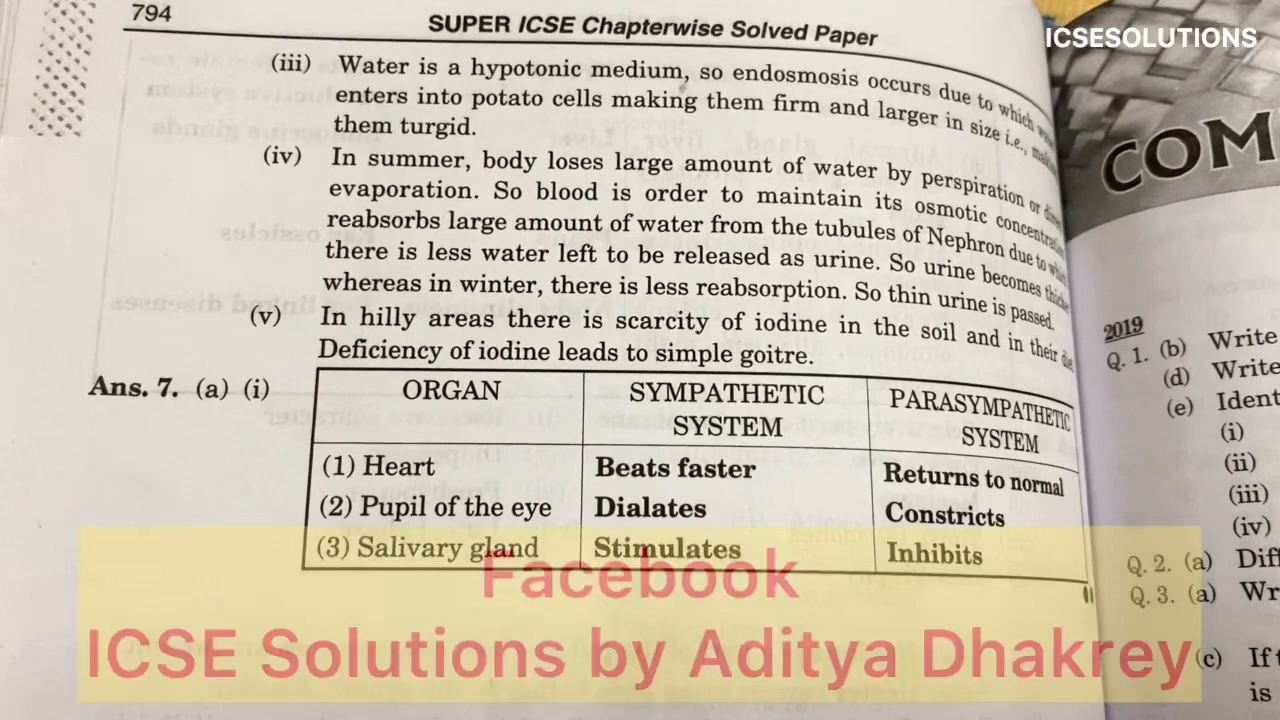 794
SUPER ICSE Chapterwise Solved Paper
ICSESOLUTIONS
(iii) Water is a hypotonic medium, so endosmosis occurs due to which
enters into potato cells making them firm and larger in size i.e.,
them turgid.
(iv) In summer, body loses large amount of water by perspiration or
evaporation. So blood is order to maintain its osmotic
reabsorbs large amount of water from the tubules of Nephron due to
there is less water left to be released as urine. So urine becomes
whereas in winter, there is less reabsorption. So thin urine is passed.
(v) In hilly areas there is scarcity of iodine in the soil and in their
Deficiency of iodine leads to simple goitre.
Ans. 7. (a) (i)
ORGAN SYMPATHETIC SYSTEM PARASYMPATHETIC SYSTEM
(1) Heart Beats faster Returns to normal
(2) Pupil of the eye Dialates Constricts
(3) Salivary gland Stimulates Inhibits
Facebook
ICSE Solutions by Aditya Dhakrey
COM
2019
Q. 1. (b) Write
(d) Write
(e) Ident
(i)
(ii)
(iii)
(iv)
Q. 2. (a) Diff
Q. 3. (a) Wr
(c) If
is